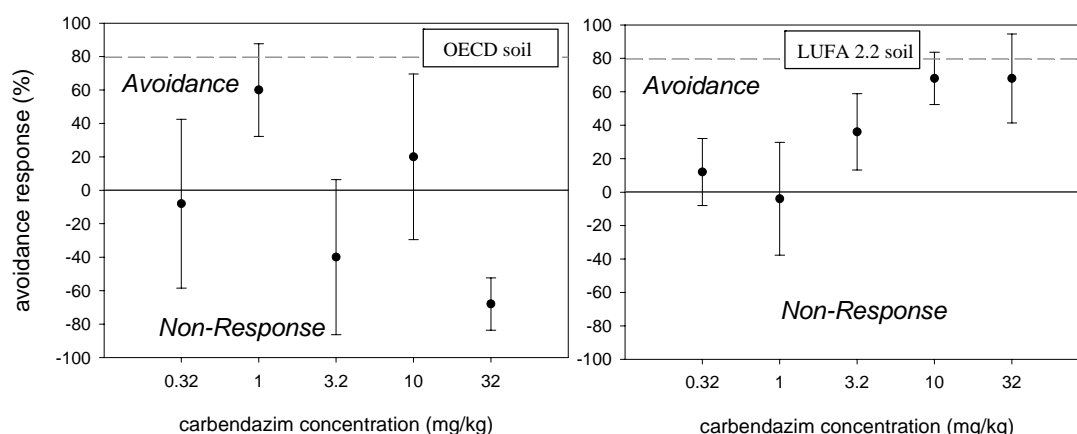 OECD soil
Avoidance
Non-Response
avoidance response (%)
100
80
60
40
20
0
-20
-40
-60
-80
-100
0.32 1 3.2 10 32
carbendazim concentration (mg/kg)
LUFA 2.2 soil
Avoidance
Non-Response
100
80
60
40
20
0
-20
-40
-60
-80
-100
0.32 1 3.2 10 32
carbendazim concentration (mg/kg)